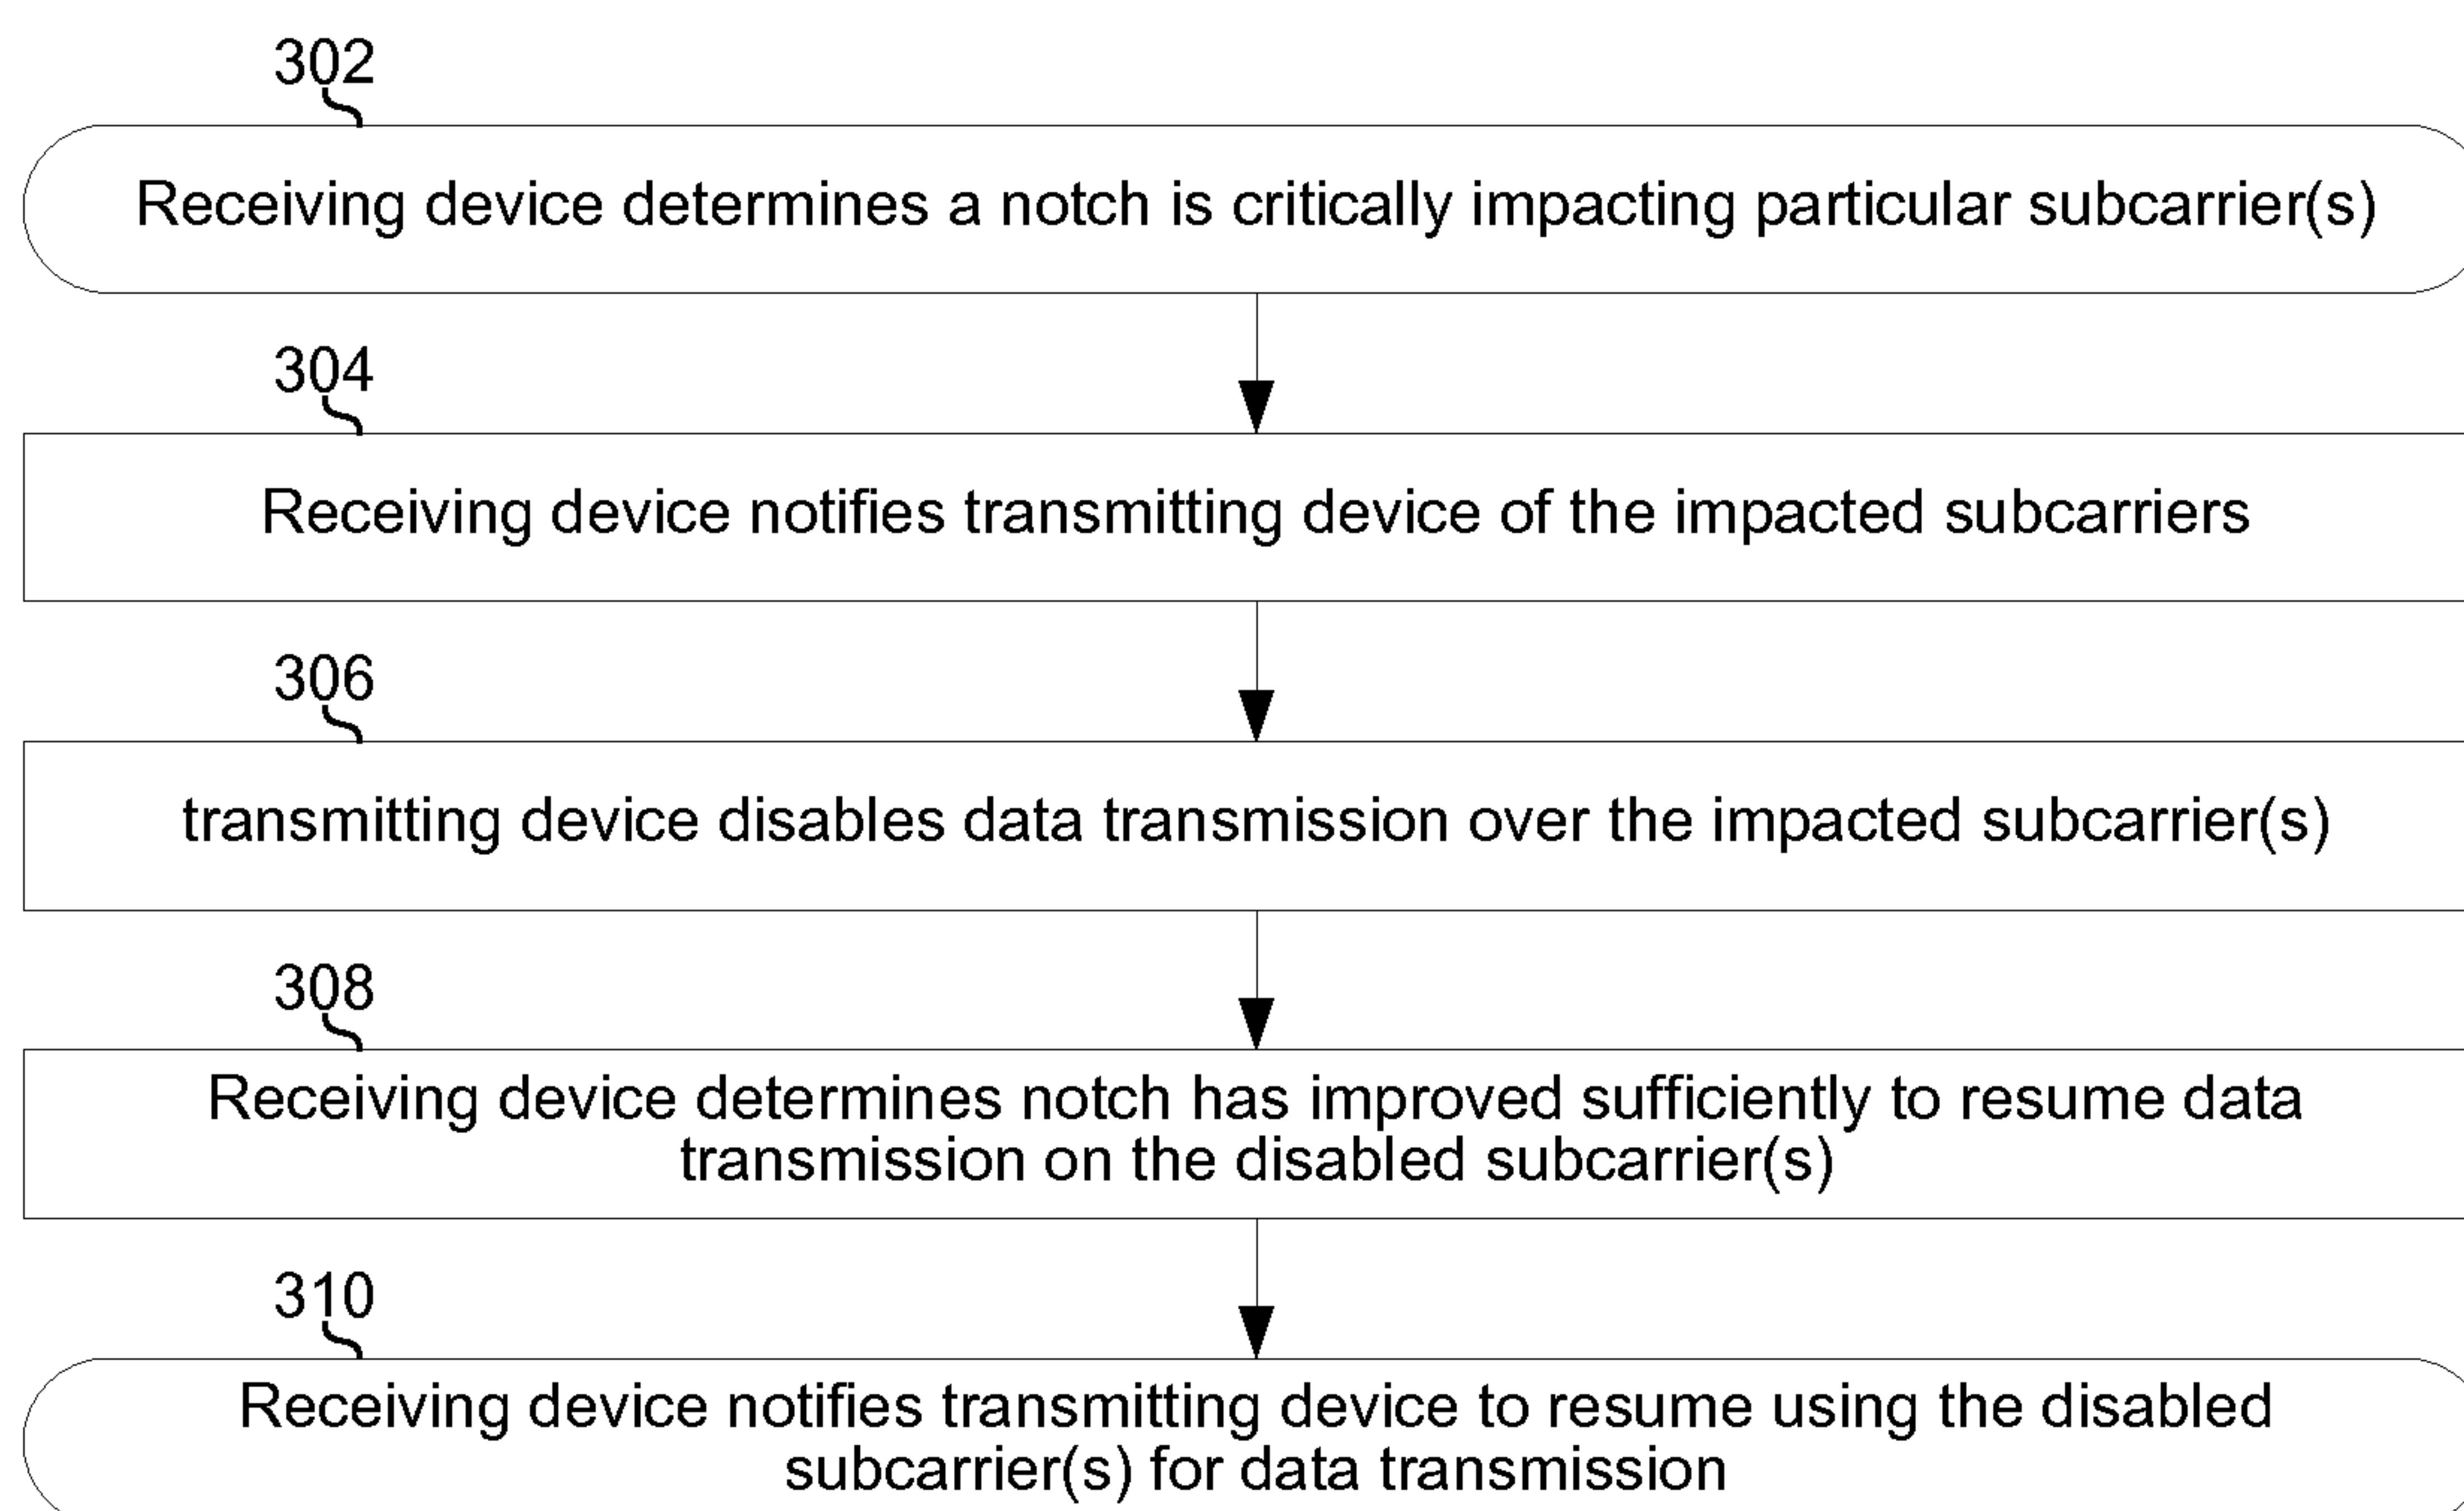 302
Receiving device determines a notch is critically impacting particular subcarrier(s)
304
Receiving device notifies transmitting device of the impacted subcarriers
306
transmitting device disables data transmission over the impacted subcarrier(s)
308
Receiving device determines notch has improved sufficiently to resume data
transmission on the disabled subcarrier(s)
310
Receiving device notifies transmitting device to resume using the disabled
subcarrier(s) for data transmission